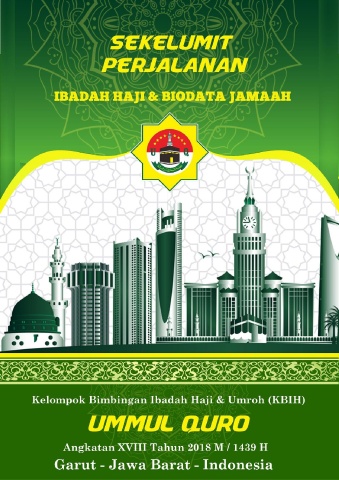 SEKELUMIT
PERJALANAN
IBADAH HAJI & BIODATA JAMAAH
Kelompok Bimbingan Ibadah Haji & Umroh (KBIH)
UMMUL QURO
Angkatan XVIII Tahun 2018 M / 1439 H
Garut - Jawa Barat - Indonesia